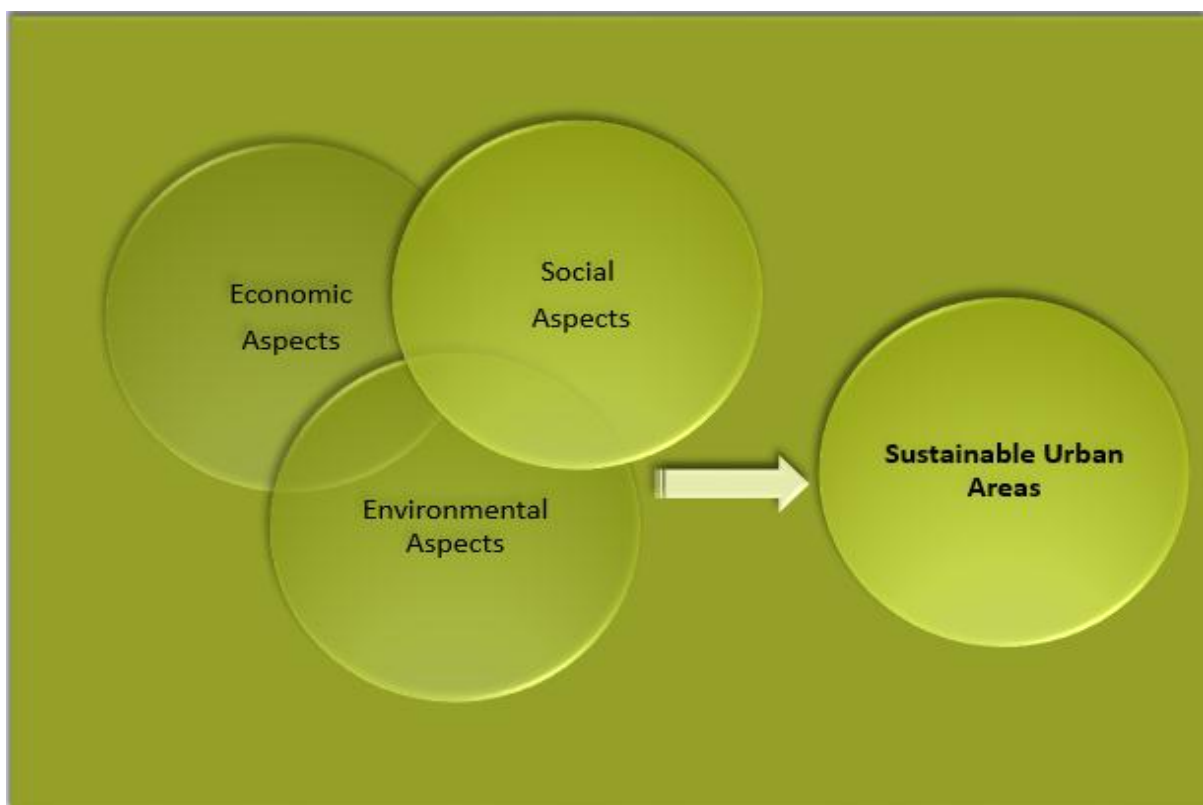 Economic
Aspects
Social
Aspects
Environmental
Aspects
Sustainable Urban
Areas